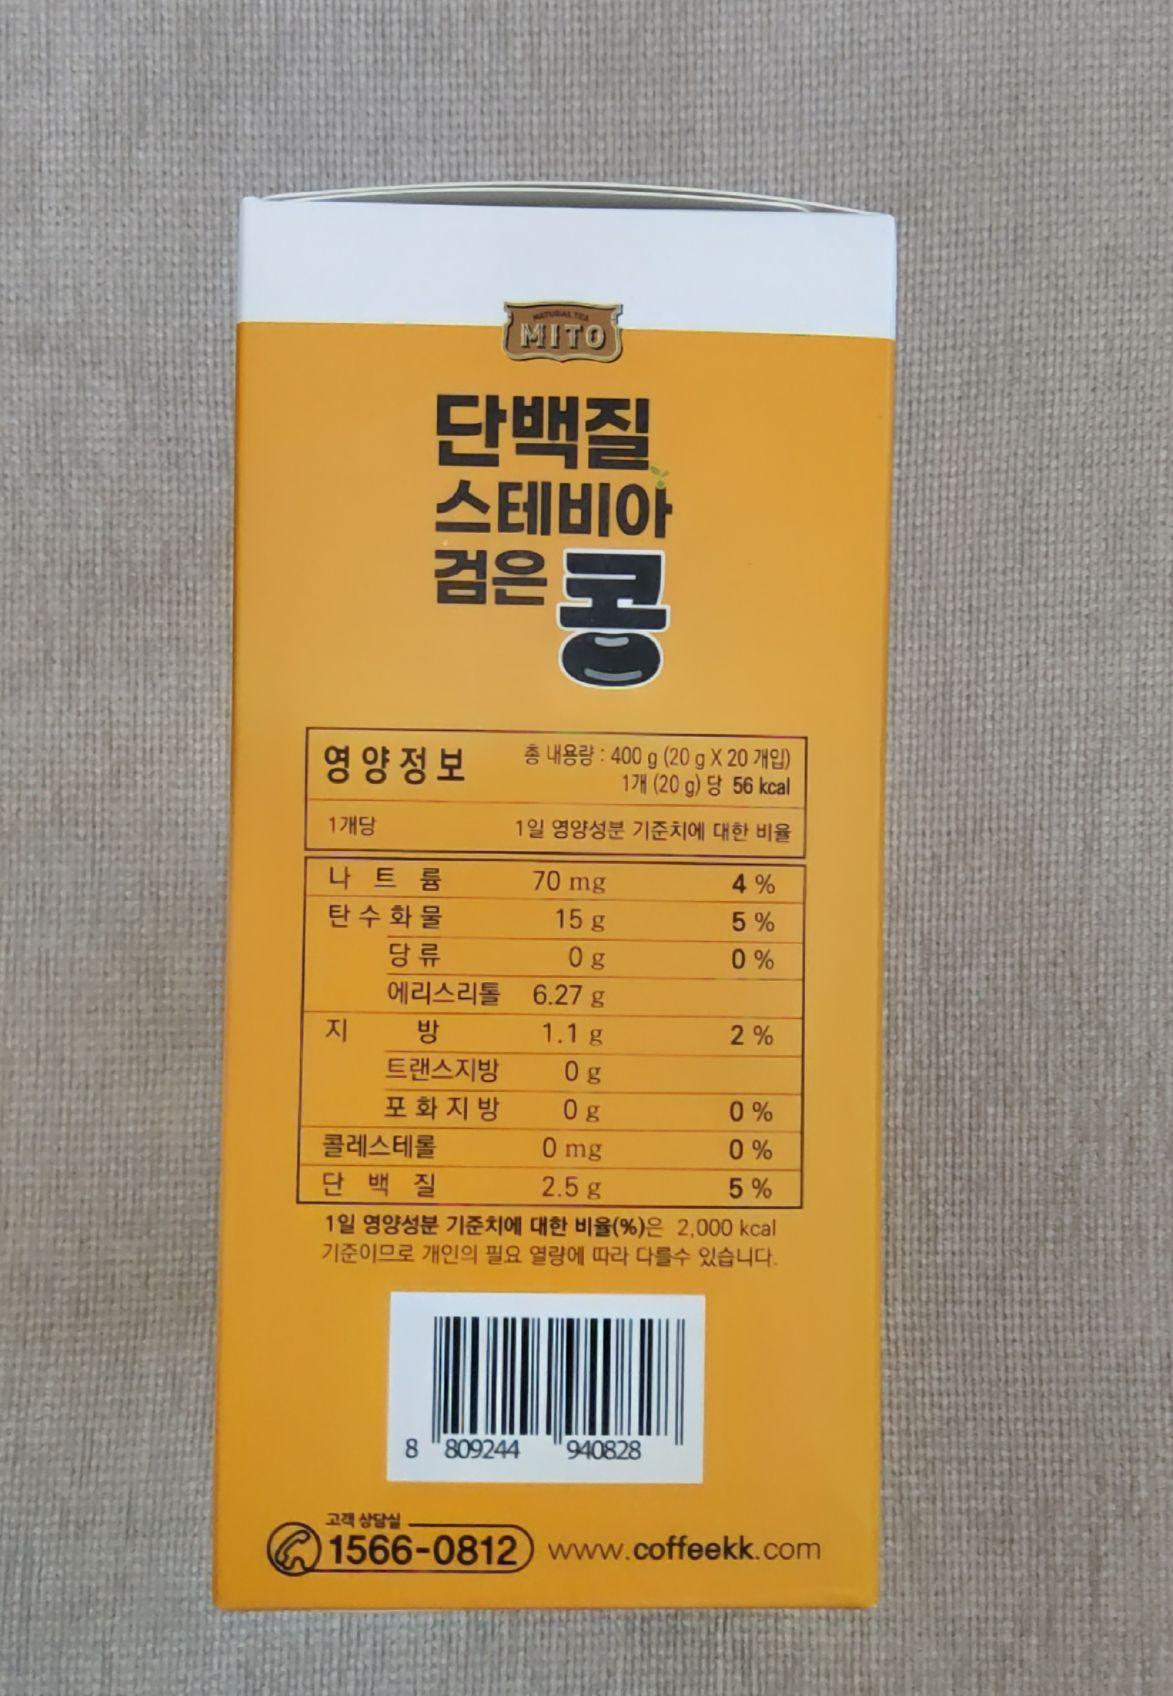 NATURAL TEA
MITO
단백질
스테비아
검은 콩
영양정보 총 내용량 : 400 g (20 g X 20 개입)
1개 (20 g) 당 56 kcal
1개당 1일 영양성분 기준치에 대한 비율
나트륨 70 mg 4 %
탄수화물 15 g 5 %
당류 0 g 0 %
에리스리톨 6.27 g
지방 1.1 g 2 %
트랜스지방 0 g
포화지방 0 g 0 %
콜레스테롤 0 mg 0 %
단백질 2.5 g 5 %
1일 영양성분 기준치에 대한 비율(%)은 2,000 kcal
기준이므로 개인의 필요 열량에 따라 다를수 있습니다.
8 809244 940828
고객 상담실
1566-0812 www.coffeekk.com